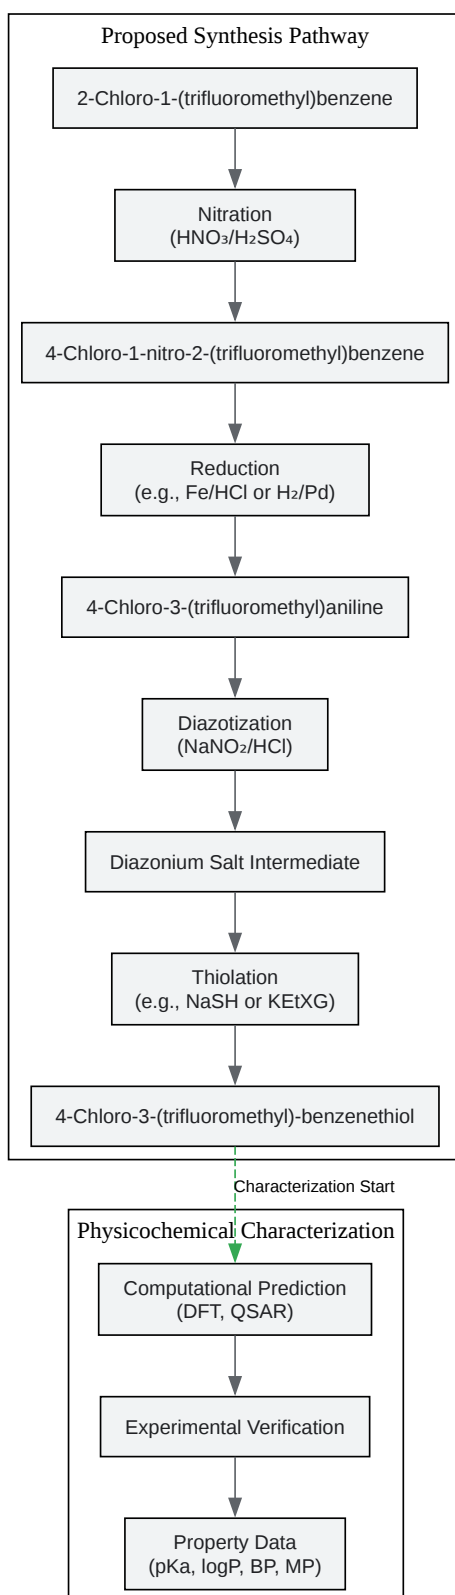 Proposed Synthesis Pathway
2-Chloro-1-(trifluoromethyl)benzene
Nitration
(HNO₃/H₂SO₄)
4-Chloro-1-nitro-2-(trifluoromethyl)benzene
Reduction
(e.g., Fe/HCl or H₂/Pd)
4-Chloro-3-(trifluoromethyl)aniline
Diazotization
(NaNO₂/HCl)
Diazonium Salt Intermediate
Thiolation
(e.g., NaSH or KEtXG)
4-Chloro-3-(trifluoromethyl)-benzenethiol
Characterization Start
Physicochemical Characterization
Computational Prediction
(DFT, QSAR)
Experimental Verification
Property Data
(pKa, logP, BP, MP)